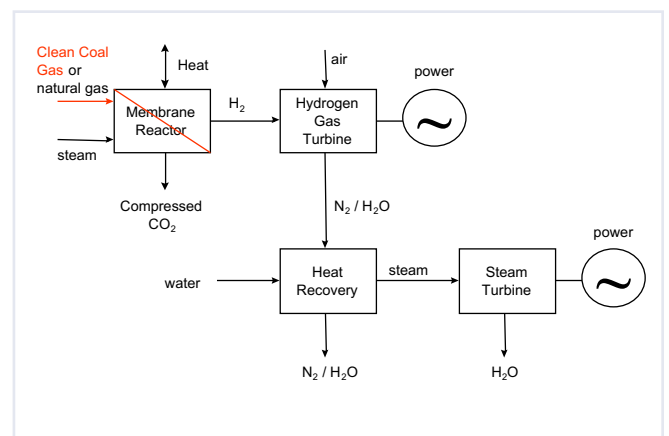 Clean Coal
Gas or
natural gas
Heat
air
power
Membrane
Reactor
H₂
Hydrogen
Gas
Turbine
~
steam
Compressed
CO₂
N₂ / H₂O
power
water
Heat
Recovery
steam
Steam
Turbine
~
N₂ / H₂O
H₂O